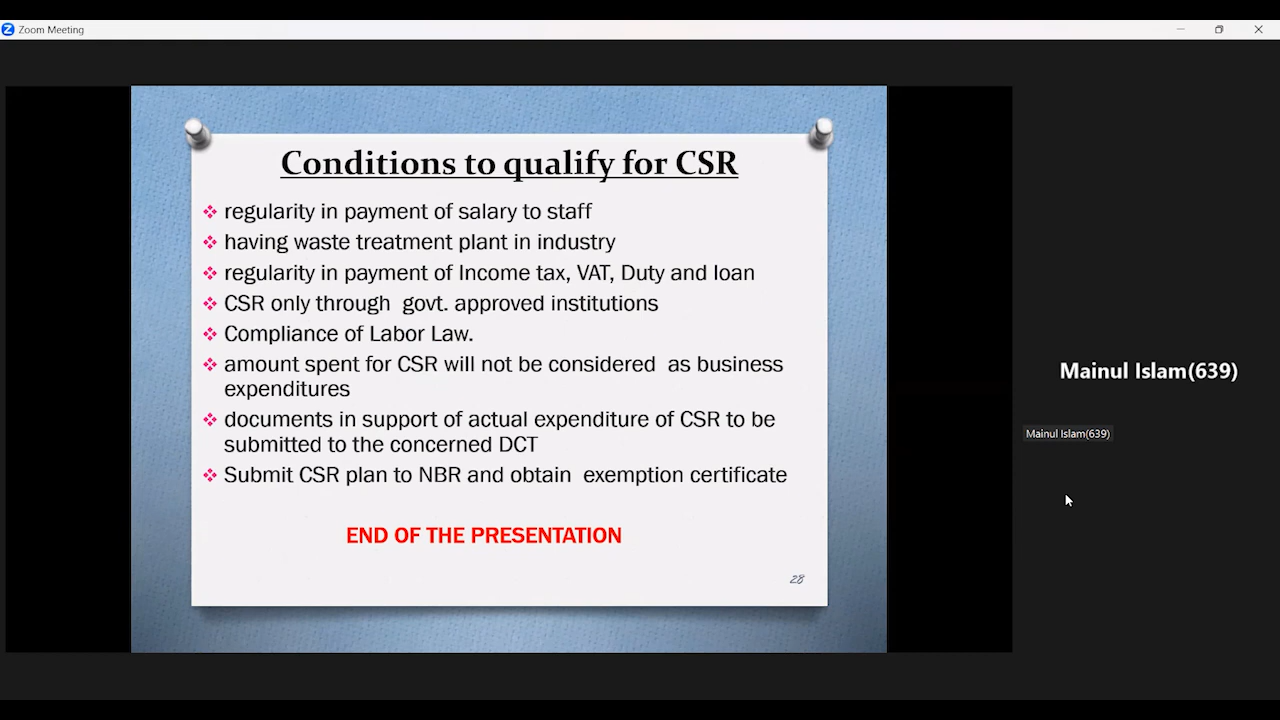 Zoom Meeting
Conditions to qualify for CSR
regularity in payment of salary to staff
having waste treatment plant in industry
regularity in payment of Income tax, VAT, Duty and loan
CSR only through govt. approved institutions
Compliance of Labor Law.
amount spent for CSR will not be considered as business
expenditures
documents in support of actual expenditure of CSR to be
submitted to the concerned DCT
Submit CSR plan to NBR and obtain exemption certificate
END OF THE PRESENTATION
28
Mainul Islam(639)
Mainul Islam(639)